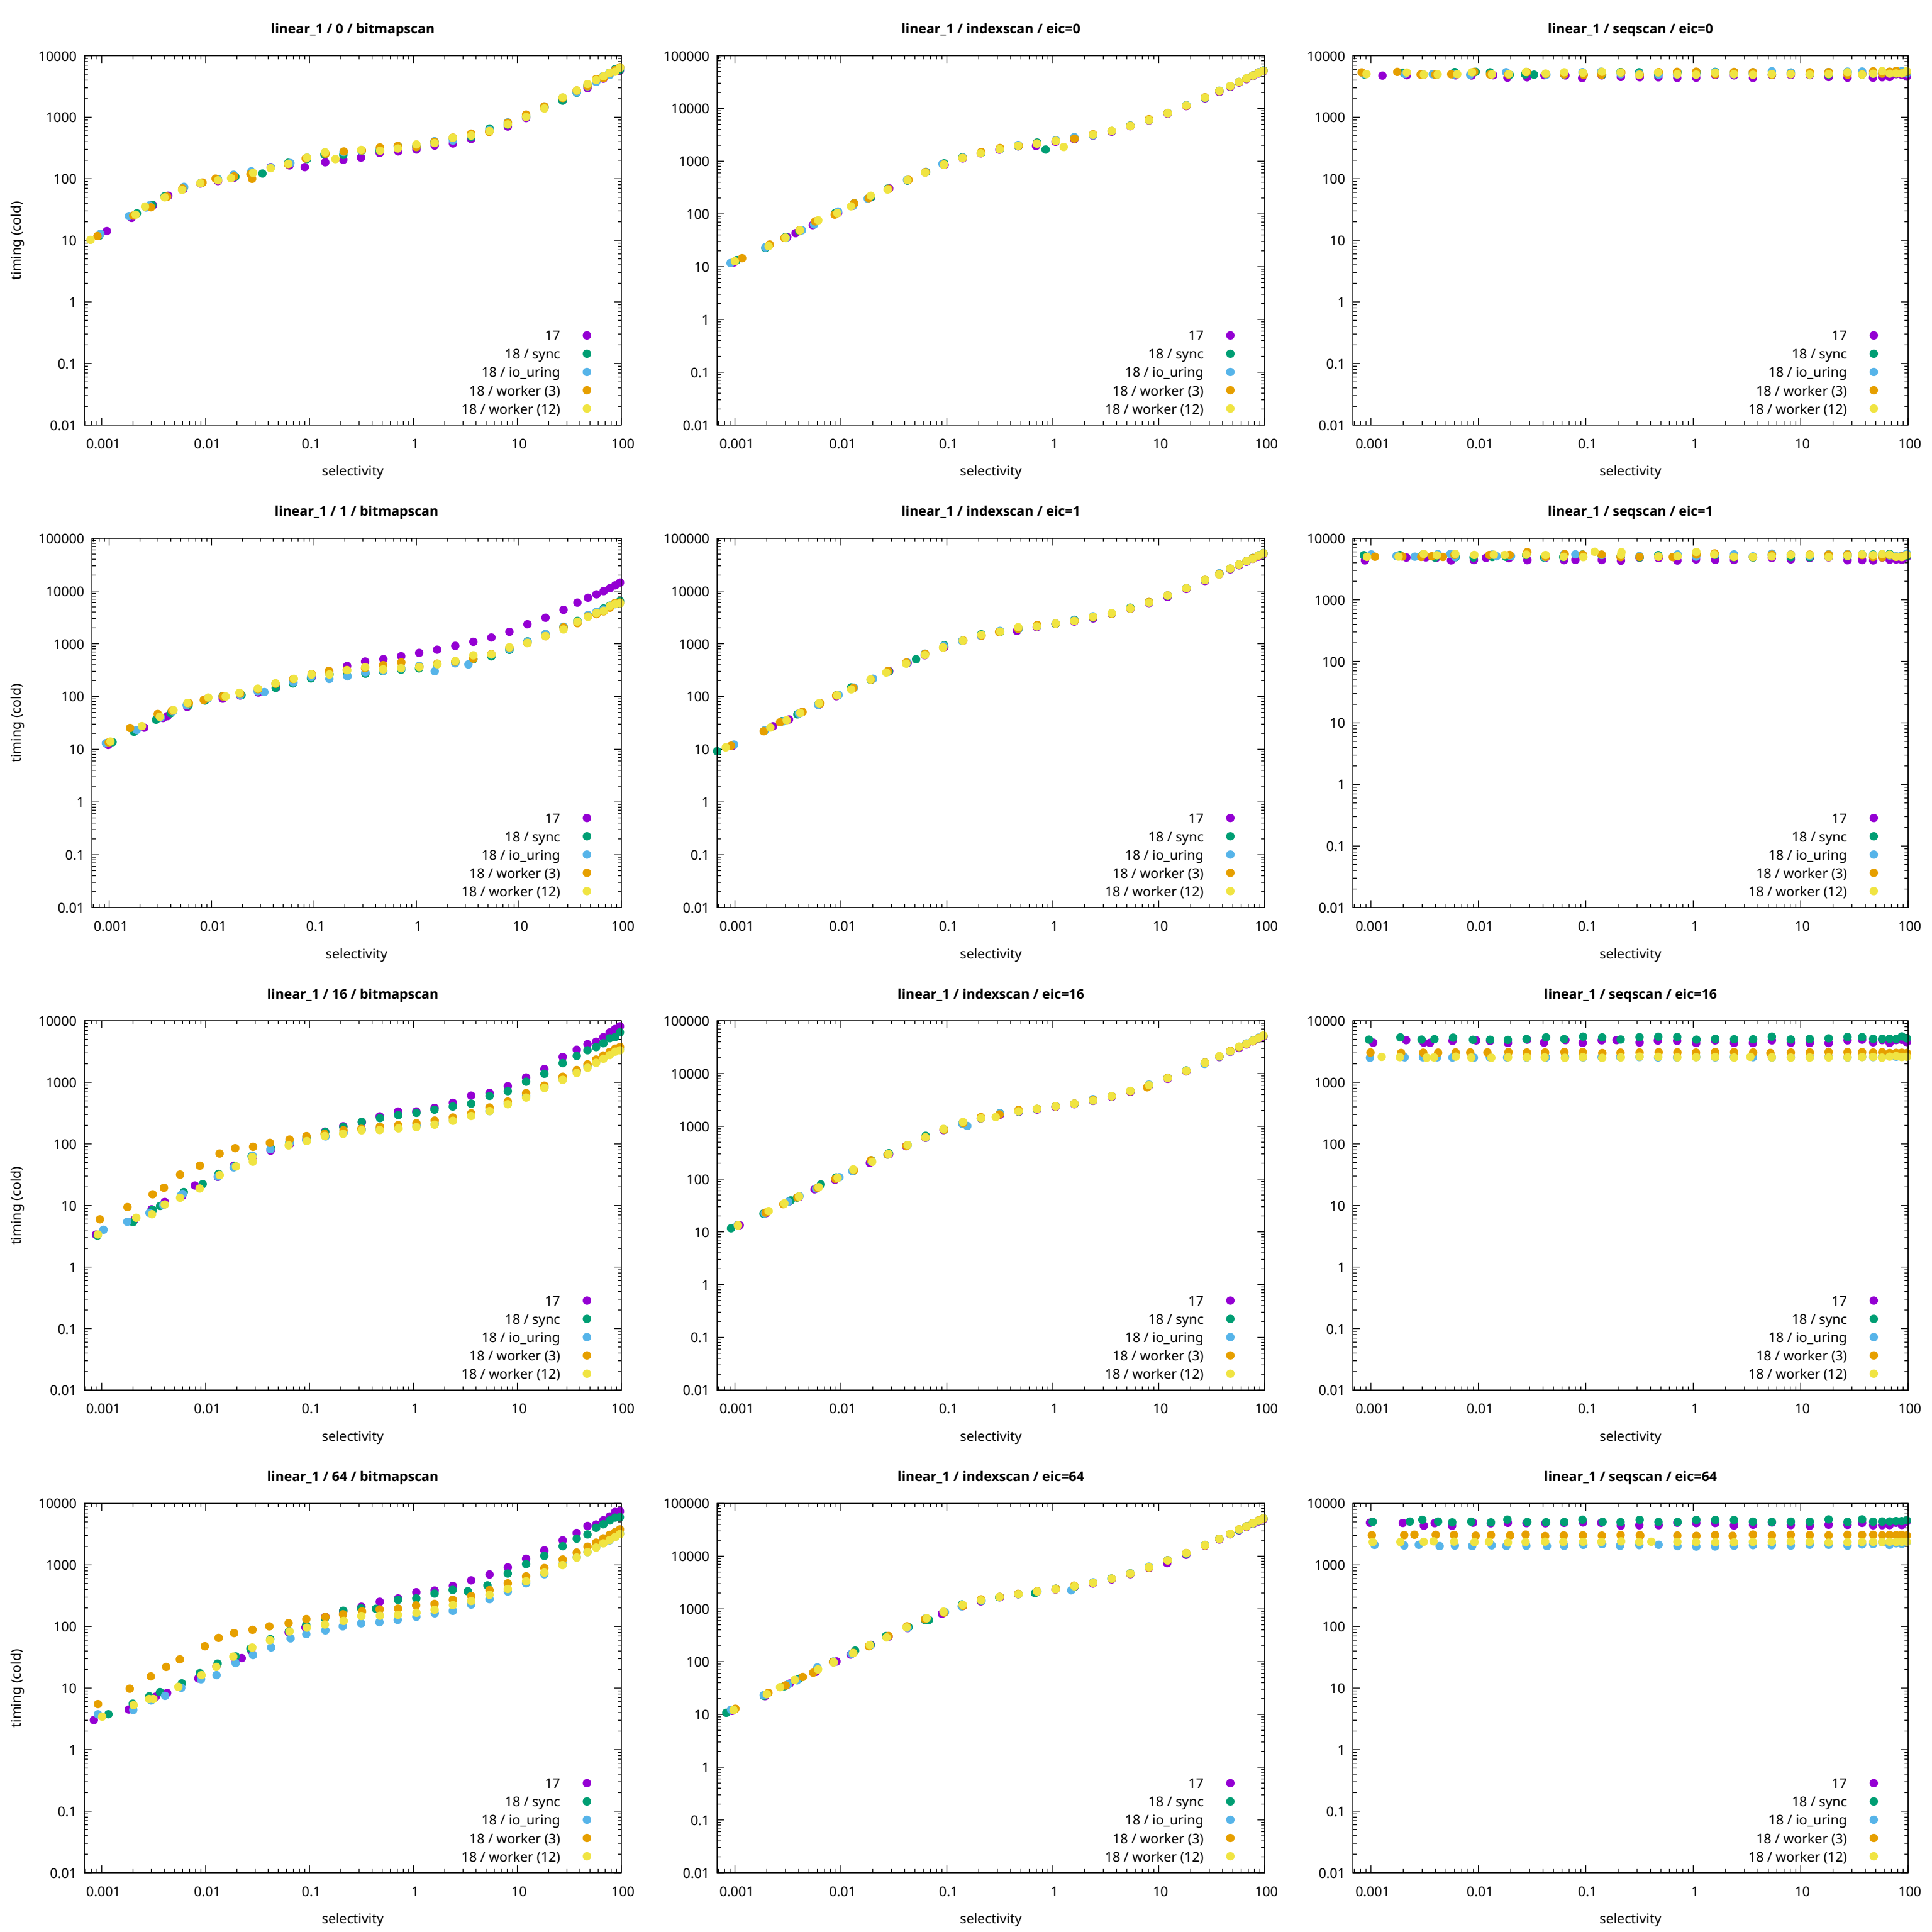 linear_1 / 0 / bitmapscan
timing (cold)
10000
1000
100
10
1
0.1
0.01
17
18 / sync
18 / io_uring
18 / worker (3)
18 / worker (12)
0.001 0.01 0.1 1 10 100
selectivity
linear_1 / indexscan / eic=0
100000
10000
1000
100
10
1
0.1
0.01
17
18 / sync
18 / io_uring
18 / worker (3)
18 / worker (12)
0.001 0.01 0.1 1 10 100
selectivity
linear_1 / seqscan / eic=0
10000
1000
100
10
1
0.1
0.01
17
18 / sync
18 / io_uring
18 / worker (3)
18 / worker (12)
0.001 0.01 0.1 1 10 100
selectivity
linear_1 / 1 / bitmapscan
timing (cold)
100000
10000
1000
100
10
1
0.1
0.01
17
18 / sync
18 / io_uring
18 / worker (3)
18 / worker (12)
0.001 0.01 0.1 1 10 100
selectivity
linear_1 / indexscan / eic=1
100000
10000
1000
100
10
1
0.1
0.01
17
18 / sync
18 / io_uring
18 / worker (3)
18 / worker (12)
0.001 0.01 0.1 1 10 100
selectivity
linear_1 / seqscan / eic=1
10000
1000
100
10
1
0.1
0.01
17
18 / sync
18 / io_uring
18 / worker (3)
18 / worker (12)
0.001 0.01 0.1 1 10 100
selectivity
linear_1 / 16 / bitmapscan
timing (cold)
10000
1000
100
10
1
0.1
0.01
17
18 / sync
18 / io_uring
18 / worker (3)
18 / worker (12)
0.001 0.01 0.1 1 10 100
selectivity
linear_1 / indexscan / eic=16
100000
10000
1000
100
10
1
0.1
0.01
17
18 / sync
18 / io_uring
18 / worker (3)
18 / worker (12)
0.001 0.01 0.1 1 10 100
selectivity
linear_1 / seqscan / eic=16
10000
1000
100
10
1
0.1
0.01
17
18 / sync
18 / io_uring
18 / worker (3)
18 / worker (12)
0.001 0.01 0.1 1 10 100
selectivity
linear_1 / 64 / bitmapscan
timing (cold)
10000
1000
100
10
1
0.1
0.01
17
18 / sync
18 / io_uring
18 / worker (3)
18 / worker (12)
0.001 0.01 0.1 1 10 100
selectivity
linear_1 / indexscan / eic=64
100000
10000
1000
100
10
1
0.1
0.01
17
18 / sync
18 / io_uring
18 / worker (3)
18 / worker (12)
0.001 0.01 0.1 1 10 100
selectivity
linear_1 / seqscan / eic=64
10000
1000
100
10
1
0.1
0.01
17
18 / sync
18 / io_uring
18 / worker (3)
18 / worker (12)
0.001 0.01 0.1 1 10 100
selectivity